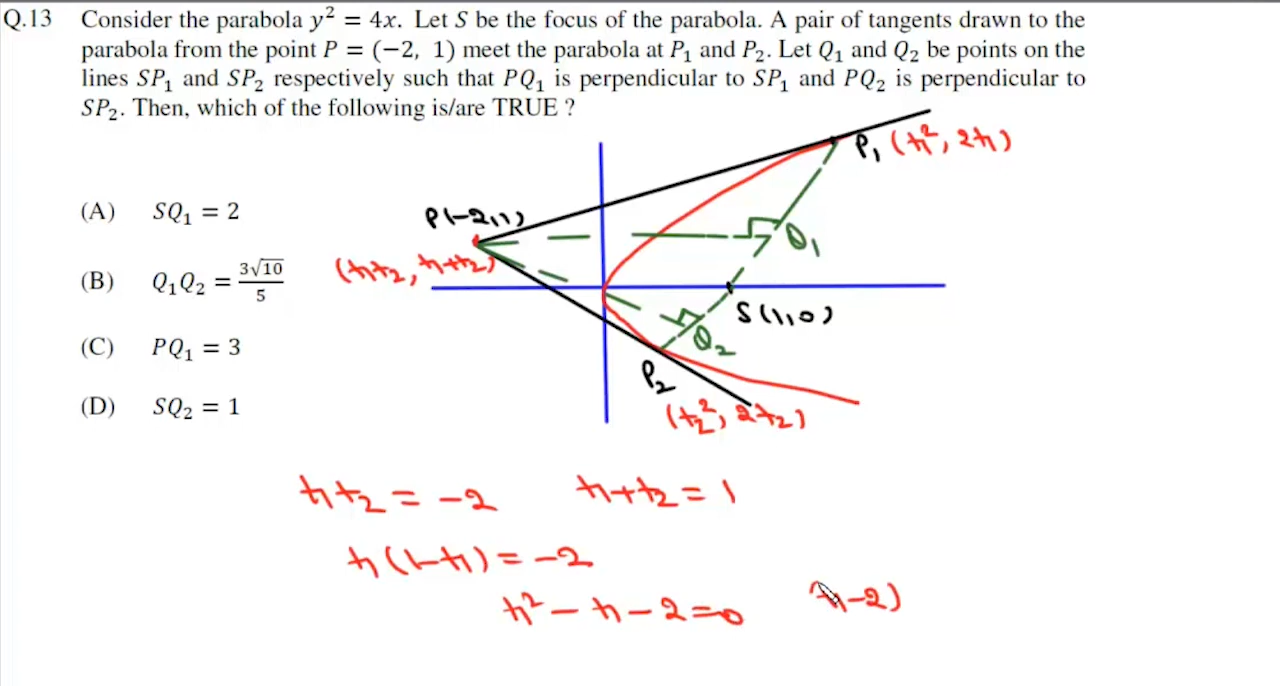 Q.13 Consider the parabola y² = 4x. Let S be the focus of the parabola. A pair of tangents drawn to the
parabola from the point P = (−2, 1) meet the parabola at P₁ and P₂. Let Q₁ and Q₂ be points on the
lines SP₁ and SP₂ respectively such that PQ₁ is perpendicular to SP₁ and PQ₂ is perpendicular to
SP₂. Then, which of the following is/are TRUE ?
P₁ (t₁², 2t₁)
(A) SQ₁ = 2
P(-2,1)
Q₁
(t₁t₂, t₁+t₂)
(B) Q₁Q₂ = 3√10/5
S(1,0)
(C) PQ₁ = 3
Q₂
P₂
(D) SQ₂ = 1
(t₂², 2t₂)
t₁t₂ = -2 t₁+t₂ = 1
t₁(1-t₁) = -2
t₁² - t₁ - 2 = 0 (t₁-2)